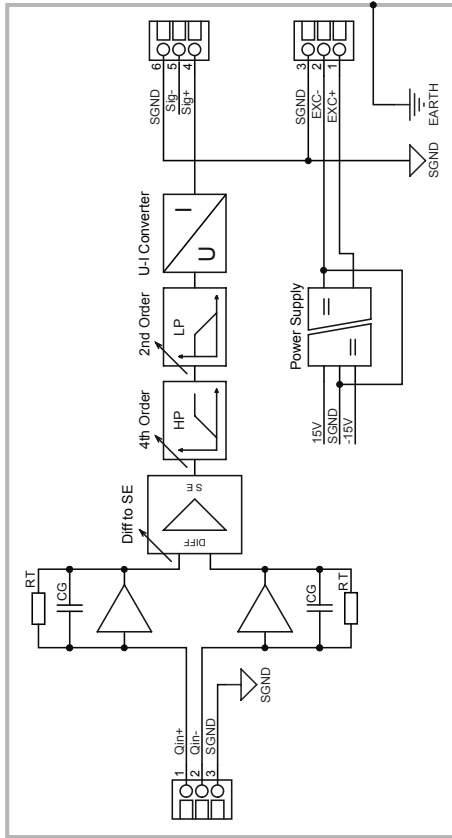 6
5
4
SGND
Sig-
Sig+
3
2
1
SGND
EXC-
EXC+
EARTH
SGND
U-I Converter
I
U
2nd Order
LP
Power Supply
4th Order
HP
15V
SGND
-15V
Diff to SE
SE
DIFF
RT
CG
CG
RT
Qin+
Qin-
SGND
SGND
1
2
3